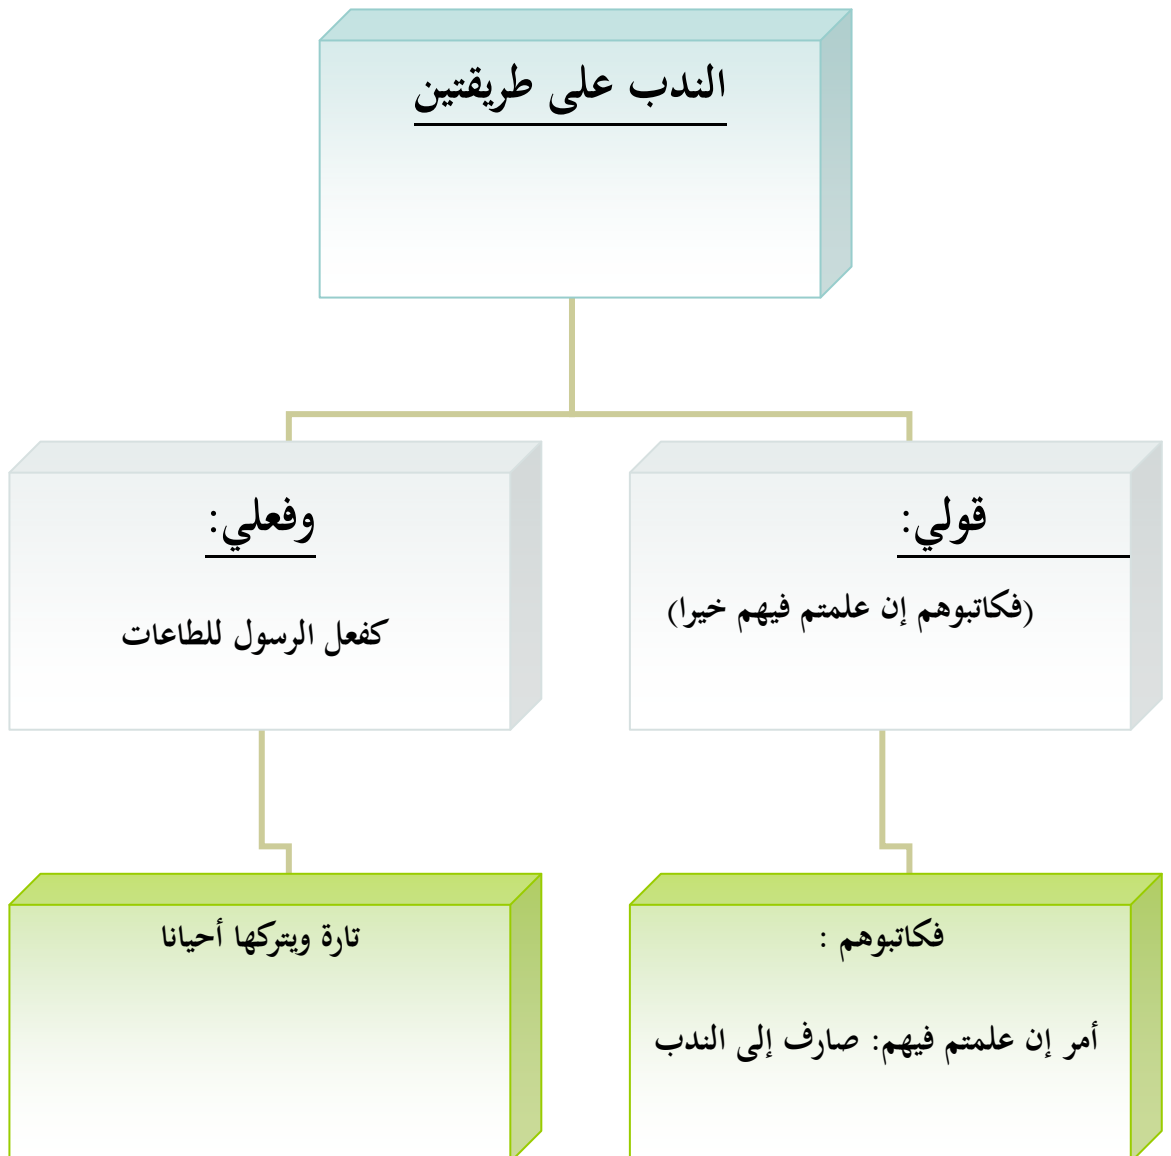 الندب على طريقتين
قولي:
(فكاتبوهم إن علمتم فيهم خيرا)
وفعلي:
كفعل الرسول للطاعات
فكاتبوهم :
أمر إن علمتم فيهم: صارف إلى الندب
تارة ويتركها أحيانا